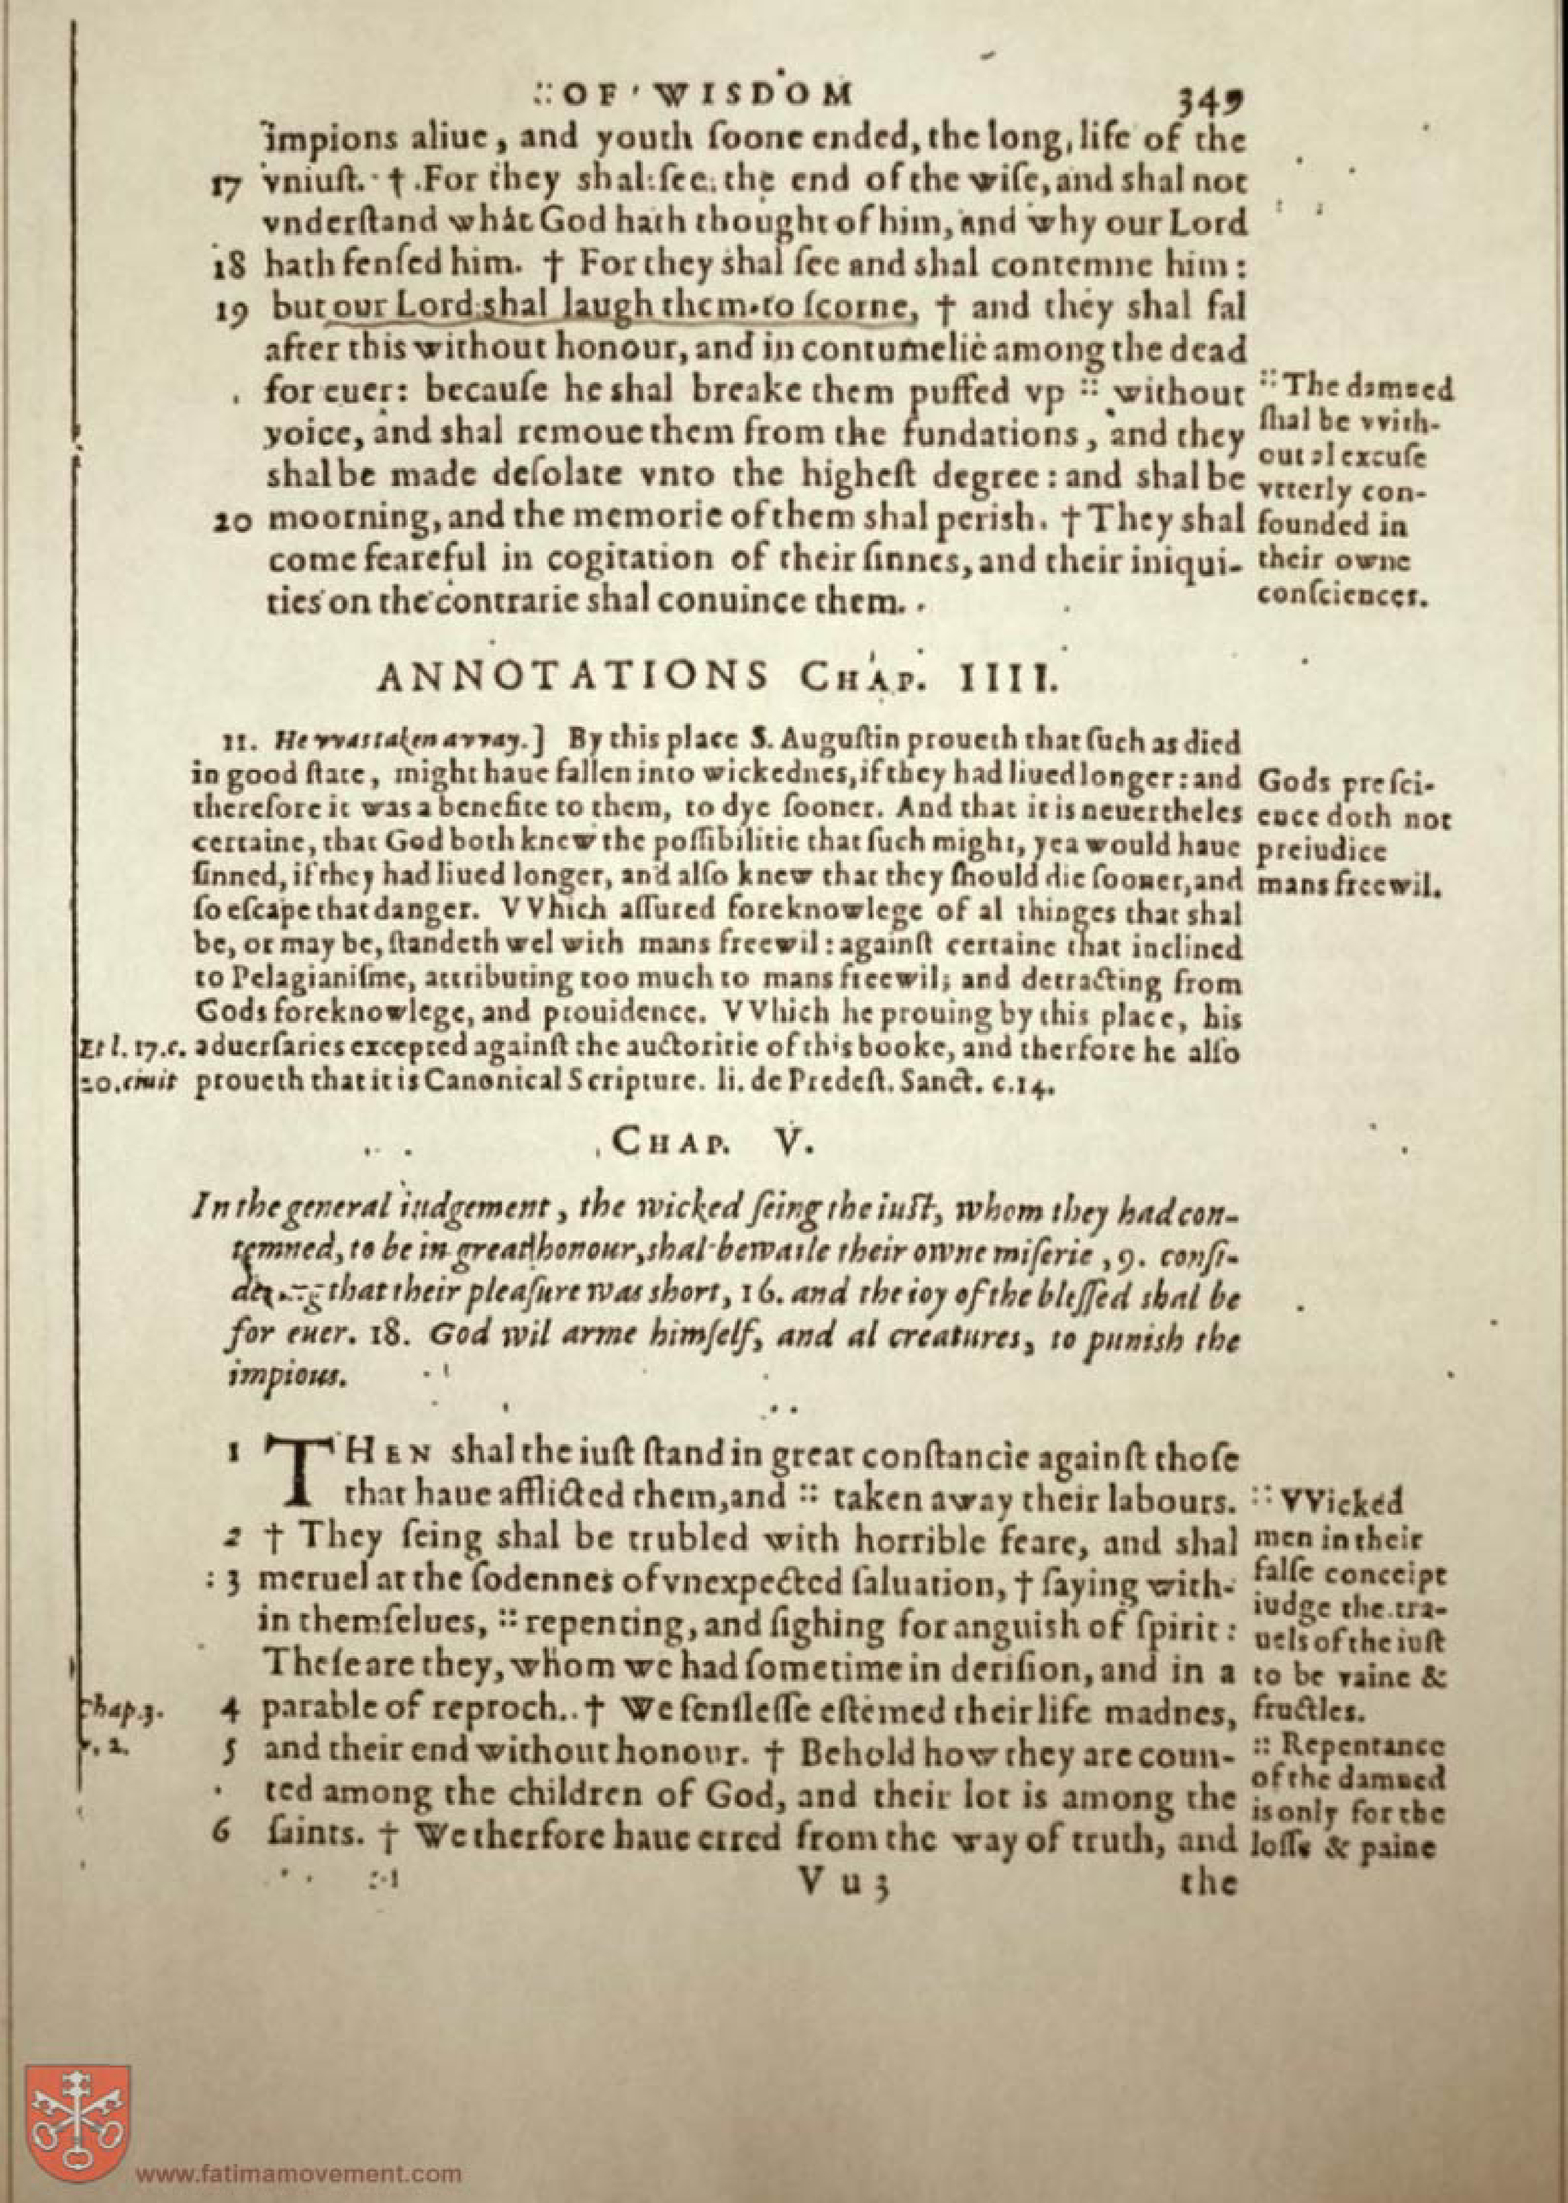 :: OF WISDOM 349
impious aliue, and youth ſoone ended, the long life of the
17 vniuſt. † For they shal ſee the end of the wiſe, and shal not
vnderſtand what God hath thought of him, and why our Lord
18 hath fenſed him. † For they shal ſee and shal contemne him:
19 but our Lord shal laugh them to ſcorne, † and they shal fal
after this without honour, and in contumelie among the dead
for euer: becauſe he shal breake them puffed vp :: without
voice, and shal remoue them from the fundations, and they
shal be made deſolate vnto the higheſt degree: and shal be
20 moorning, and the memorie of them shal perish. † They shal
come feareful in cogitation of their ſinnes, and their iniqui-
ties on the contrarie shal conuince them.
:: The damned
ſhal be vvith-
out al excuſe
vtterly con-
founded in
their owne
conſciences.
ANNOTATIONS CHAP. IIII.
11. He vvas taken avvay.] By this place S. Auguſtin proueth that ſuch as died
in good ſtate, might haue fallen into wickednes, if they had liued longer: and
therefore it was a benefite to them, to dye ſooner. And that it is neuertheles
certaine, that God both knew the poſſibilitie that ſuch might, yea would haue
ſinned, if they had liued longer, and alſo knew that they ſhould die ſooner, and
ſo eſcape that danger. VVhich aſſured foreknowlege of al thinges that shal
be, or may be, ſtandeth wel with mans freewil: againſt certaine that inclined
to Pelagianiſme, attributing too much to mans freewil; and detracting from
Gods foreknowlege, and prouidence. VVhich he prouing by this place, his
aduerſaries excepted againſt the auctoritie of this booke, and therfore he alſo
proueth that it is Canonical Scripture. li. de Predeſt. Sanct. c.14.
Gods preſci-
ence doth not
preiudice
mans freewil.
Et l. 17.c.
20.ciuit
CHAP. V.
In the general iudgement, the wicked ſeing the iuſt, whom they had con-
temned, to be in great honour, shal bewaile their owne miſerie, 9. conſi-
dering that their pleaſure was short, 16. and the ioy of the bleſſed shal be
for euer. 18. God wil arme himſelf, and al creatures, to punish the
impious.
1 THEN shal the iuſt ſtand in great conſtancie againſt thoſe
that haue afflicted them, and :: taken away their labours.
2 † They ſeing shal be trubled with horrible feare, and shal
3 meruel at the ſodennes of vnexpected ſaluation, † ſaying with-
in themſelues, :: repenting, and ſighing for anguish of ſpirit:
Theſe are they, whom we had ſometime in deriſion, and in a
4 parable of reproch. † We ſenſleſſe eſtemed their life madnes,
5 and their end without honour. † Behold how they are coun-
ted among the children of God, and their lot is among the
6 ſaints. † We therfore haue erred from the way of truth, and
:: VVicked
men in their
falſe conceipt
iudge the tra-
uels of the iuſt
to be vaine &
fructles.
:: Repentance
of the damned
is only for the
loſſe & paine
Chap.3.
v. 2.
Vu3 the
www.fatimamovement.com